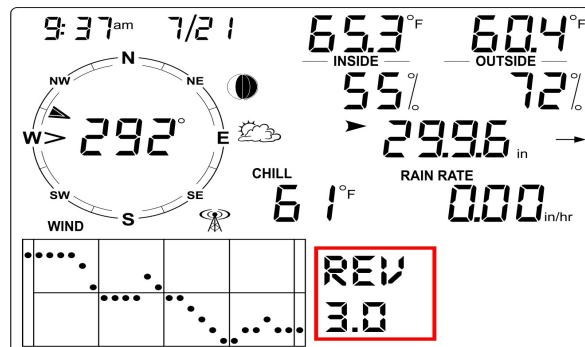 9:37am 7/21 65.3°F 60.4°F
INSIDE OUTSIDE
55% 72%
N
NW NE
W 292° E
29.96 in
SW SE
S
CHILL RAIN RATE
61°F 0.00 in/hr
WIND
REV
3.0